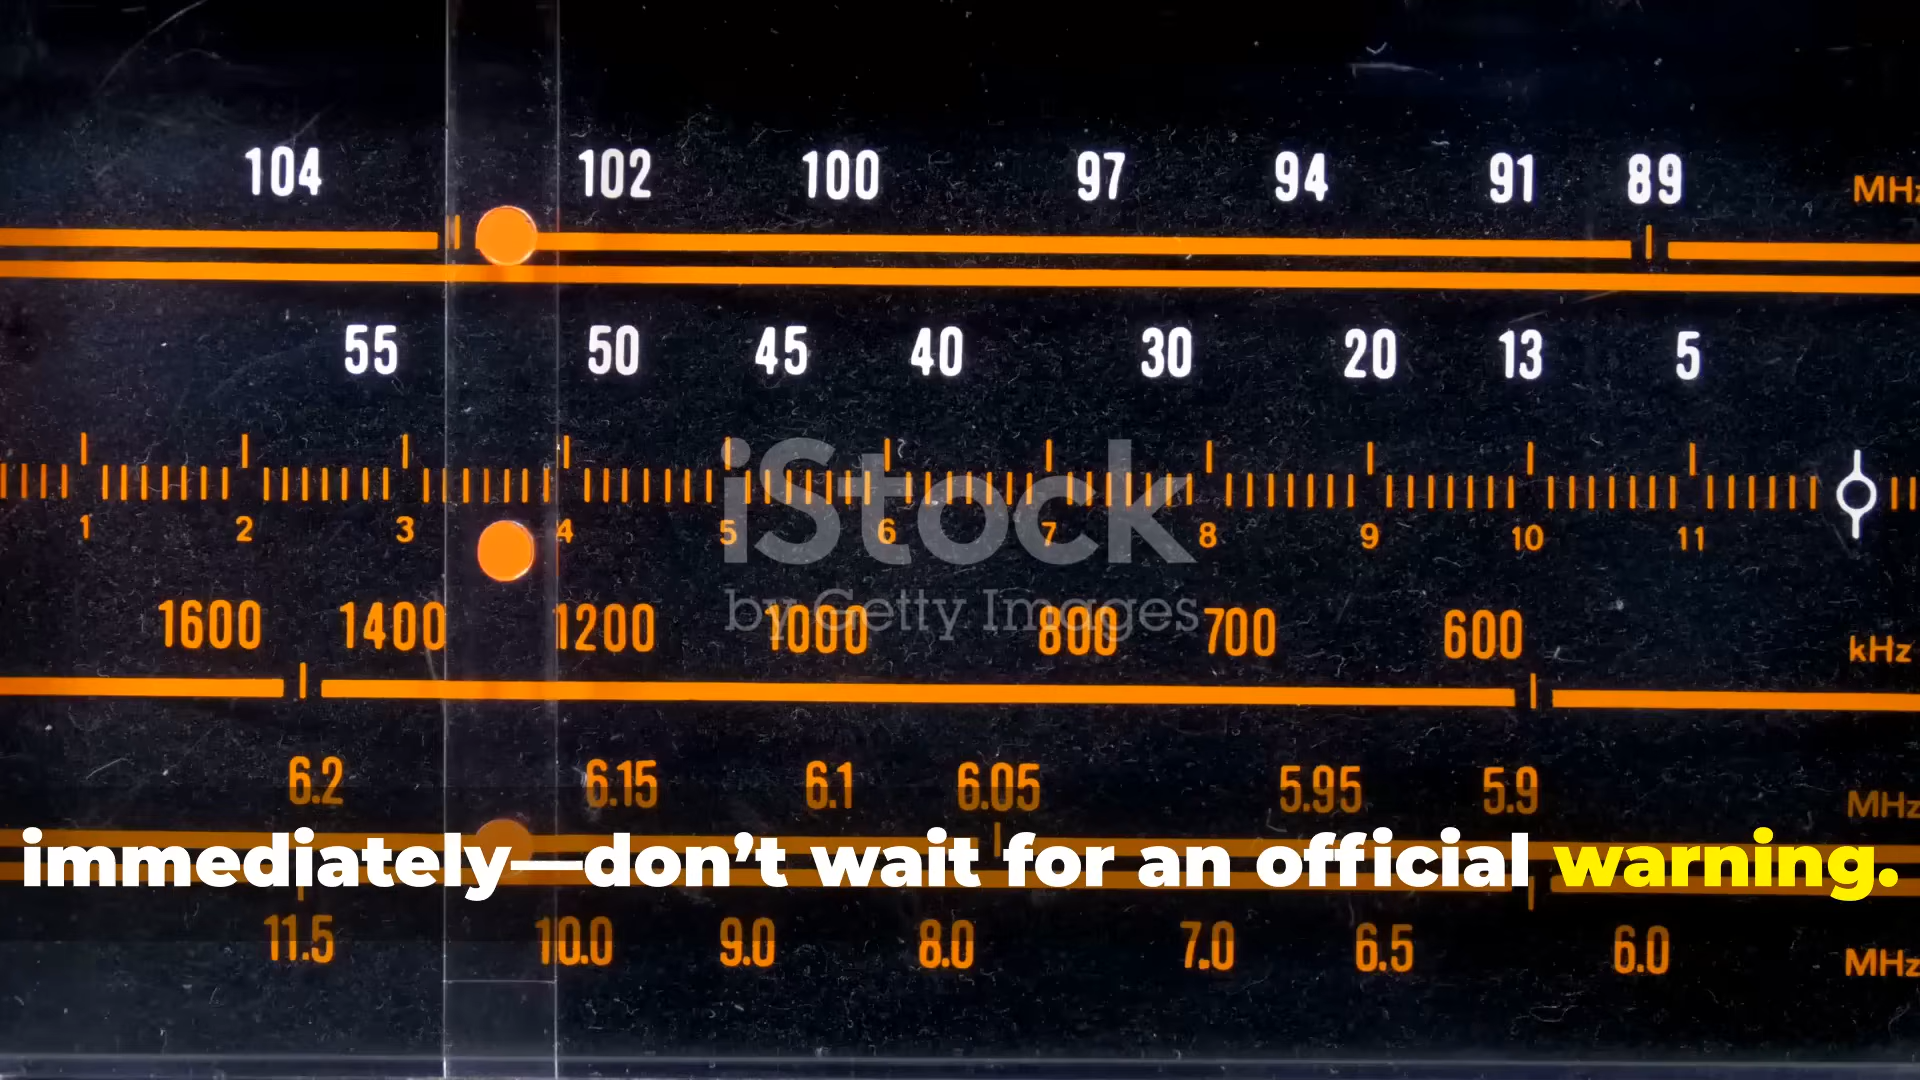 104 102 100 97 94 91 89 MHz
55 50 45 40 30 20 13 5
1 2 3 4 5 6 7 8 9 10 11
iStock
by Getty Images
1600 1400 1200 1000 800 700 600 kHz
6.2 6.15 6.1 6.05 5.95 5.9 MHz
immediately—don’t wait for an official warning.
11.5 10.0 9.0 8.0 7.0 6.5 6.0 MHz